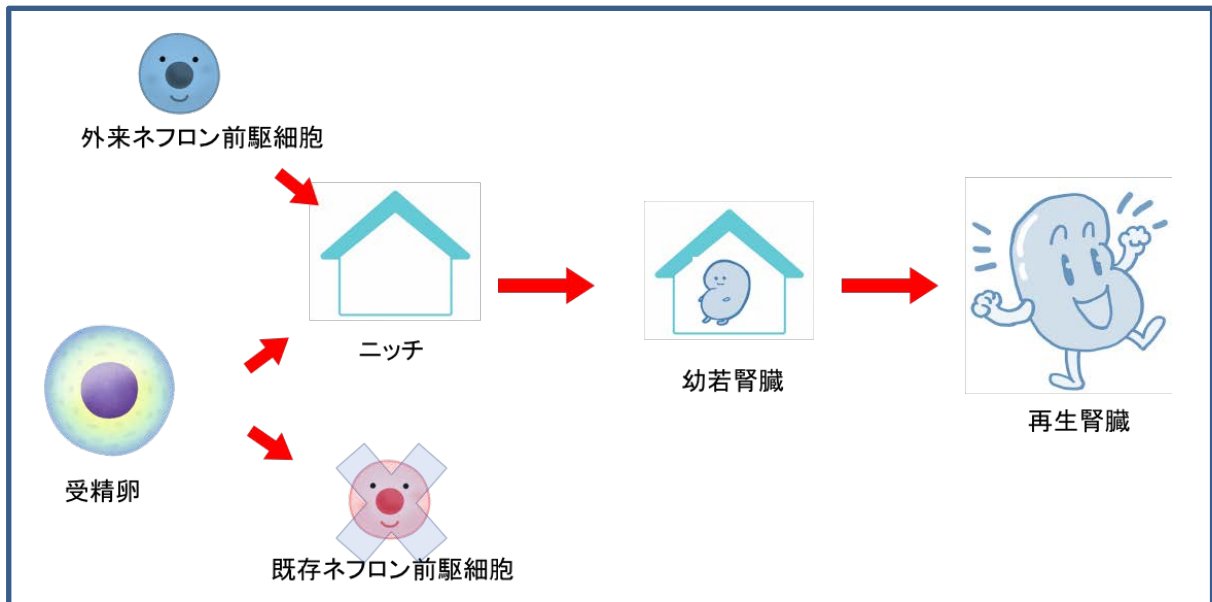 外来ネフロン前駆細胞
ニッチ
幼若腎臓
再生腎臓
受精卵
既存ネフロン前駆細胞